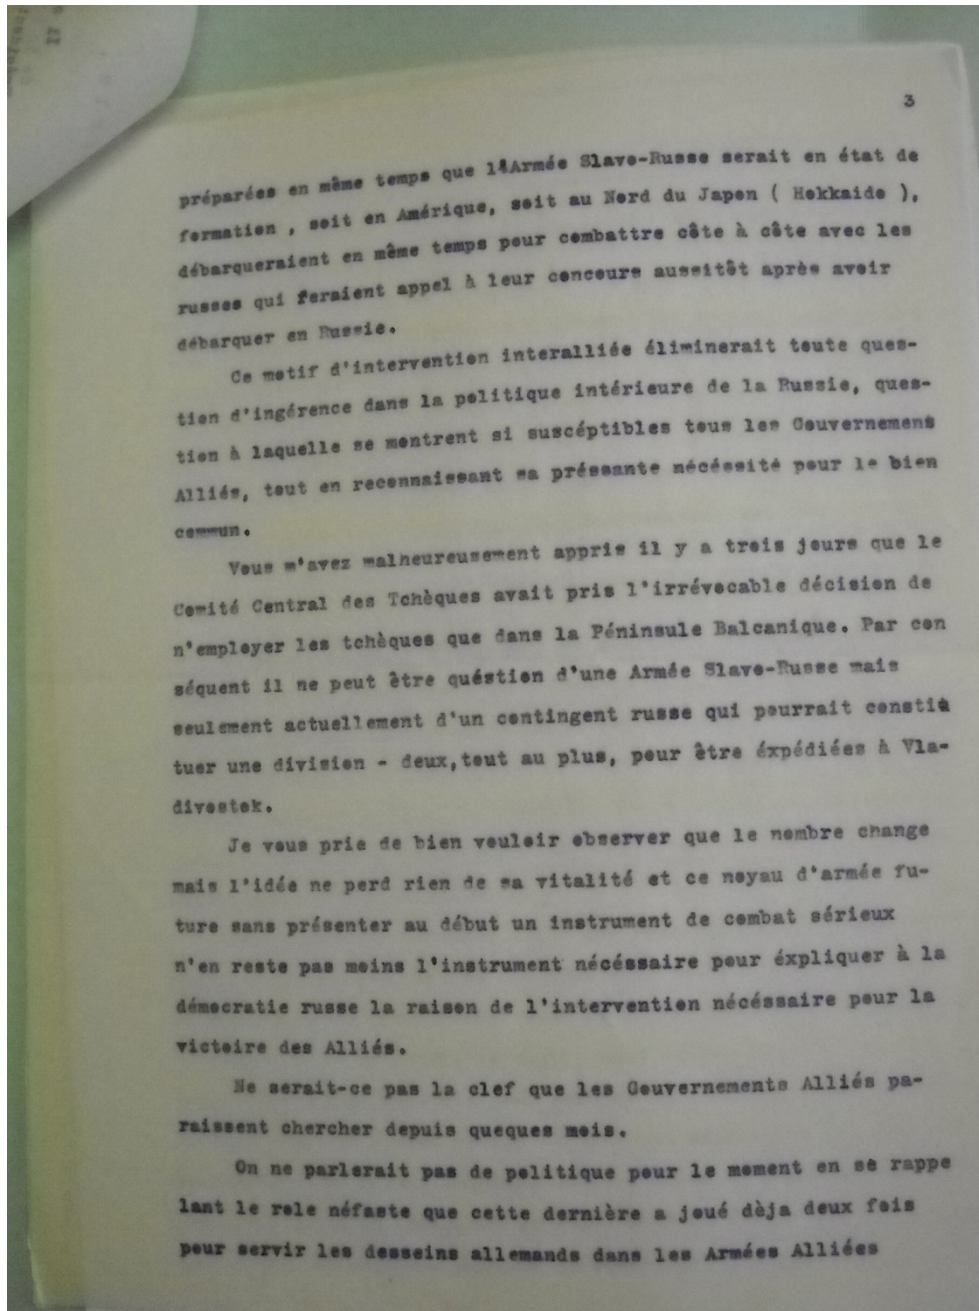 3
préparées en même temps que l'Armée Slavo-Russe serait en état de
formation , soit en Amérique, soit au Nord du Japon ( Hokkaido ),
débarqueraient en même temps pour combattre côte à côte avec les
russes qui feraient appel à leur concours aussitôt après avoir
débarquer en Russie.
Ce motif d'intervention interalliée éliminerait toute ques-
tion d'ingérence dans la politique intérieure de la Russie, ques-
tion à laquelle se montrent si suscéptibles tous les Gouvernemens
Alliés, tout en reconnaissant sa préssante nécéssité pour le bien
commun.
Vous m'avez malheureusement appris il y a trois jours que le
Comité Central des Tchèques avait pris l'irrévocable décision de
n'employer les tchèques que dans la Péninsule Balcanique. Par con
séquent il ne peut être quéstion d'une Armée Slavo-Russe mais
seulement actuellement d'un contingent russe qui pourrait consti
tuer une division - deux,tout au plus, pour être éxpédiées à Vla-
divostok.
Je vous prie de bien vouloir observer que le nombre change
mais l'idée ne perd rien de sa vitalité et ce noyau d'armée fu-
ture sans présenter au début un instrument de combat sérieux
n'en reste pas moins l'instrument nécéssaire pour éxpliquer à la
démocratie russe la raison de l'intervention nécéssaire pour la
victoire des Alliés.
Ne serait-ce pas la clef que les Gouvernements Alliés pa-
raissent chercher depuis queques mois.
On ne parlerait pas de politique pour le moment en se rappe
lant le role néfaste que cette dernière a joué dèja deux fois
pour servir les desseins allemands dans les Armées Alliées